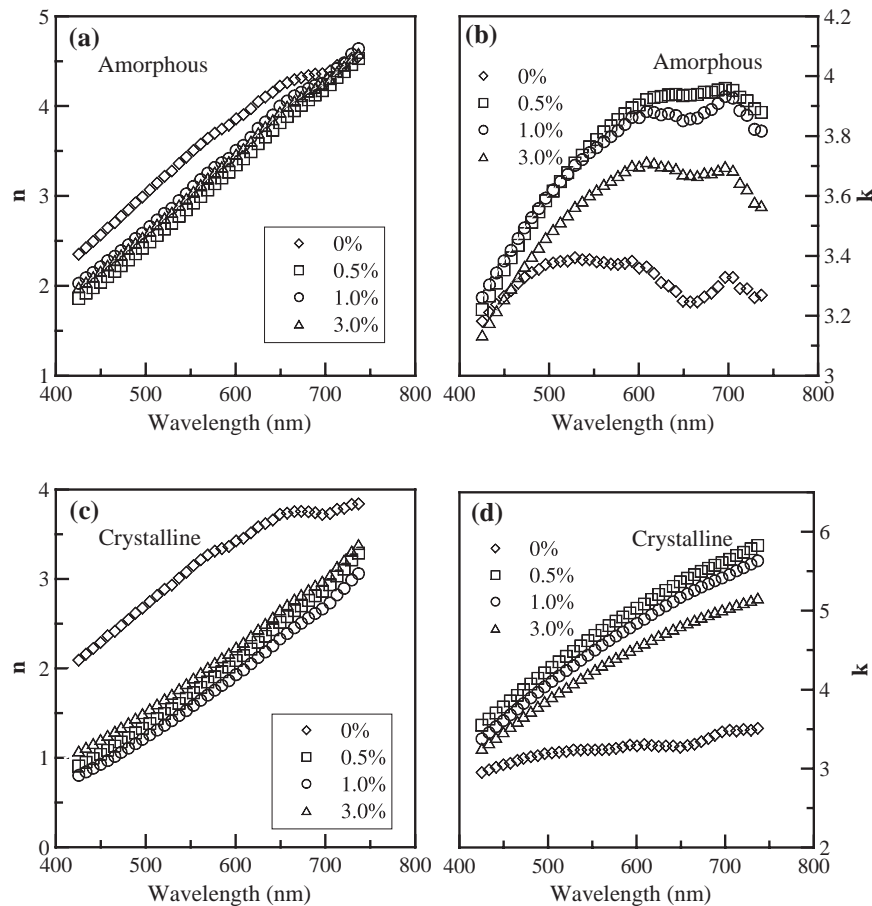 (a)
Amorphous
5
4
3
2
1
n
0%
0.5%
1.0%
3.0%
400 500 600 700 800
Wavelength (nm)
(b)
Amorphous
0%
0.5%
1.0%
3.0%
4.2
4
3.8
3.6
3.4
3.2
3
k
400 500 600 700 800
Wavelength (nm)
(c)
Crystalline
4
3
2
1
0
n
0%
0.5%
1.0%
3.0%
400 500 600 700 800
Wavelength (nm)
(d)
Crystalline
0%
0.5%
1.0%
3.0%
6
5
4
3
2
k
400 500 600 700 800
Wavelength (nm)